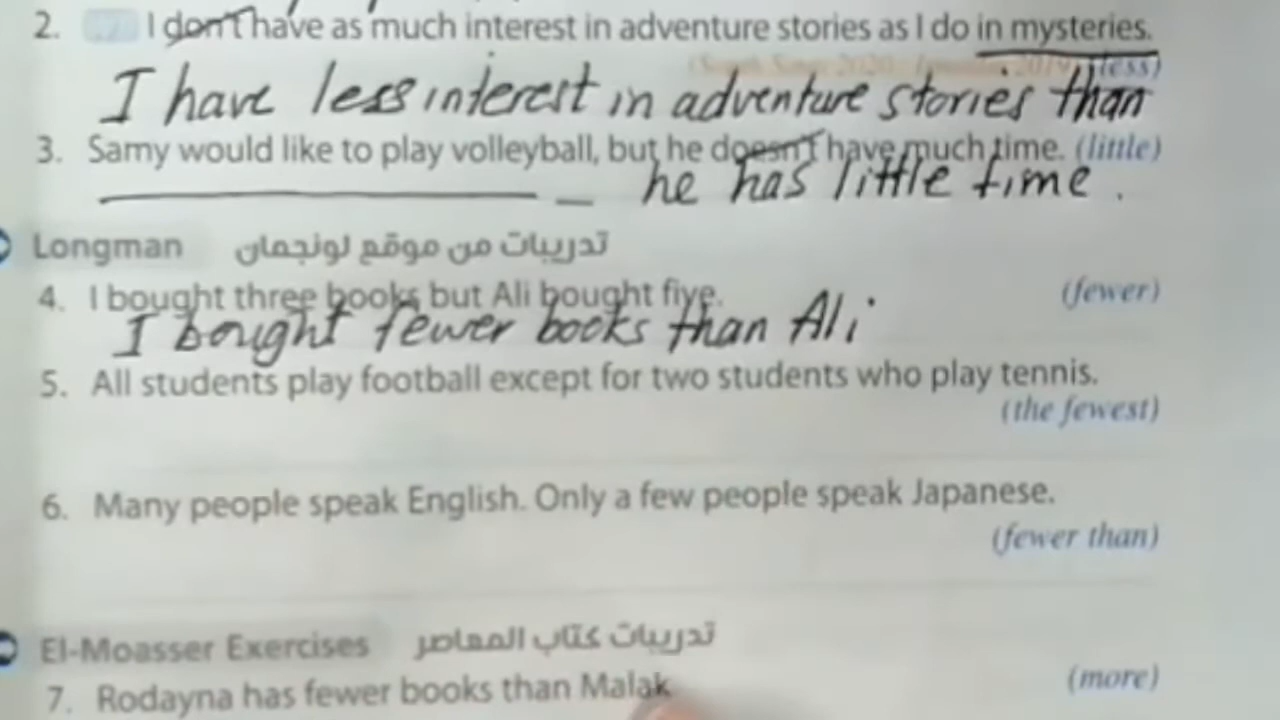 2. I don't have as much interest in adventure stories as I do in mysteries.
(less)
I have less interest in adventure stories than
3. Samy would like to play volleyball, but he doesn't have much time. (little)
he has little time.
Longman تدريبات من موقع لونجمان
4. I bought three books but Ali bought five. (fewer)
I bought fewer books than Ali
5. All students play football except for two students who play tennis.
(the fewest)
6. Many people speak English. Only a few people speak Japanese.
(fewer than)
El-Moasser Exercises تدريبات كتاب المعاصر
7. Rodayna has fewer books than Malak (more)